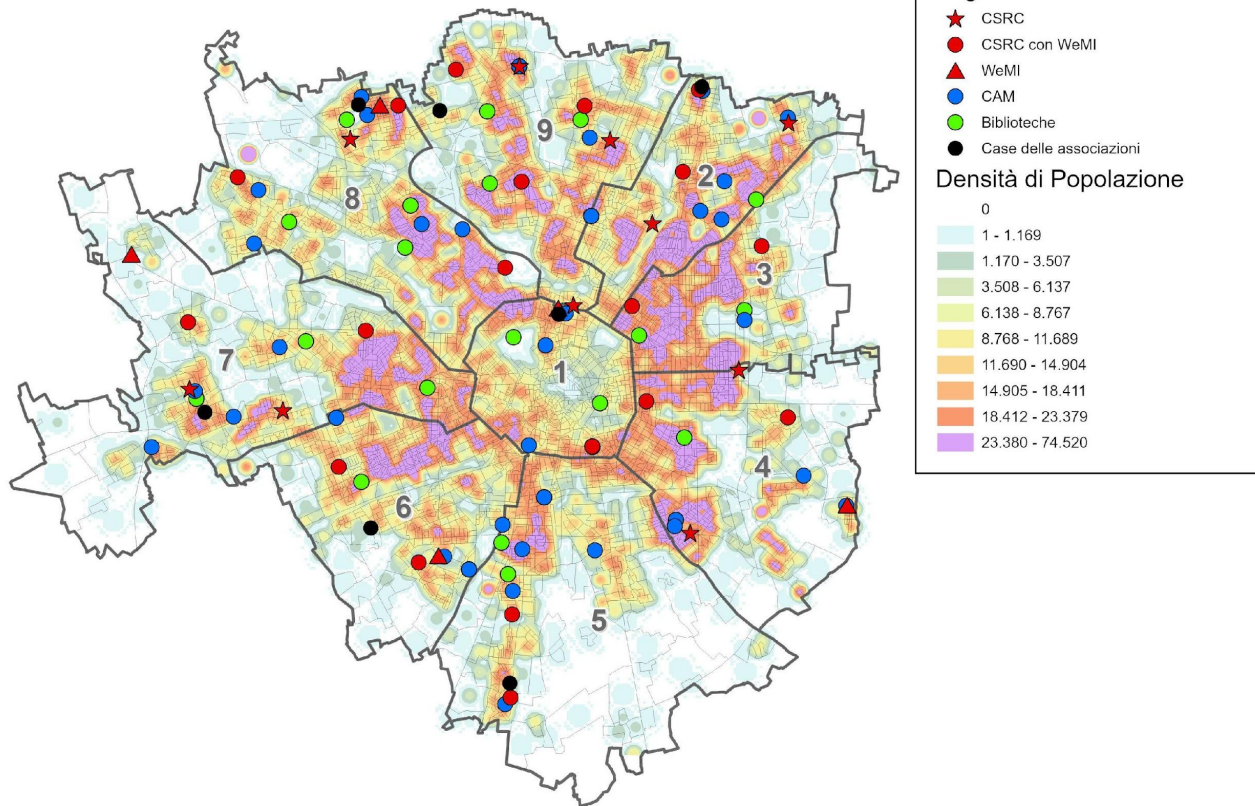 CSRC
CSRC con WeMI
WeMI
CAM
Biblioteche
Case delle associazioni
Densità di Popolazione
0
1 - 1.169
1.170 - 3.507
3.508 - 6.137
6.138 - 8.767
8.768 - 11.689
11.690 - 14.904
14.905 - 18.411
18.412 - 23.379
23.380 - 74.520
9
2
8
3
7
1
4
6
5